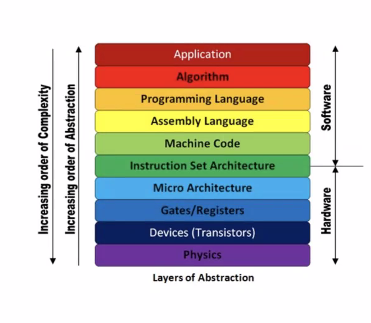 Application
Algorithm
Programming Language
Assembly Language
Machine Code
Instruction Set Architecture
Micro Architecture
Gates/Registers
Devices (Transistors)
Physics
Increasing order of Complexity
Increasing order of Abstraction
Software
Hardware
Layers of Abstraction